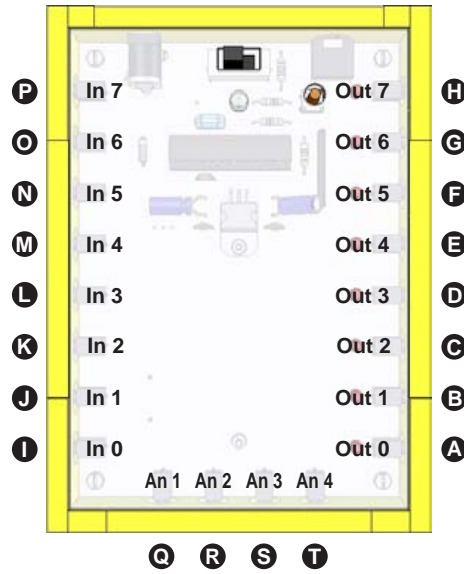 P In 7 Out 7 H
O In 6 Out 6 G
N In 5 Out 5 F
M In 4 Out 4 E
L In 3 Out 3 D
K In 2 Out 2 C
J In 1 Out 1 B
I In 0 Out 0 A
An 1 An 2 An 3 An 4
Q R S T